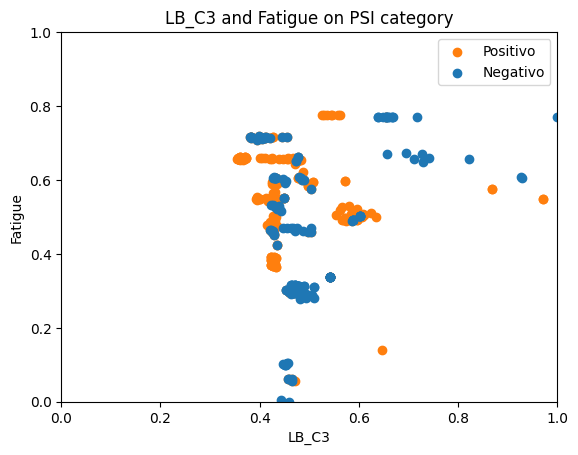 LB_C3 and Fatigue on PSI category
Positivo
Negativo
1.0
0.8
0.6
0.4
0.2
0.0
Fatigue
0.0 0.2 0.4 0.6 0.8 1.0
LB_C3